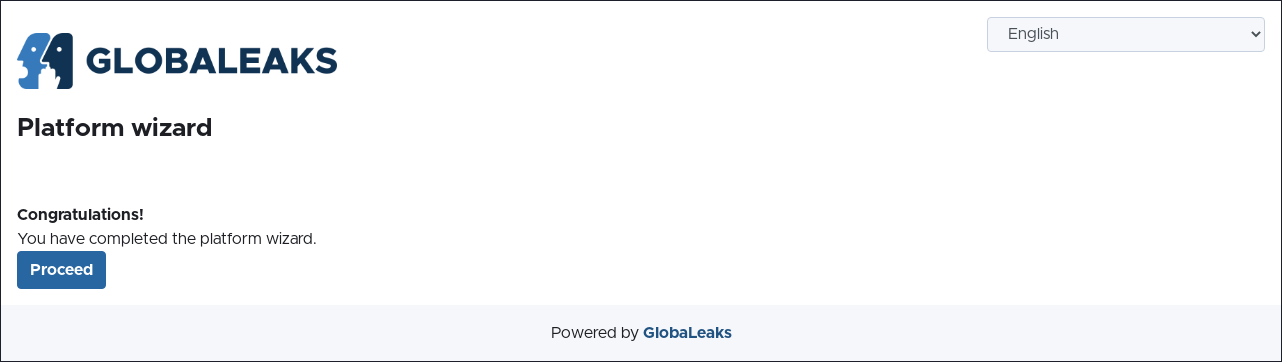 GLOBALEAKS
English
Platform wizard
Congratulations!
You have completed the platform wizard.
Proceed
Powered by GlobaLeaks